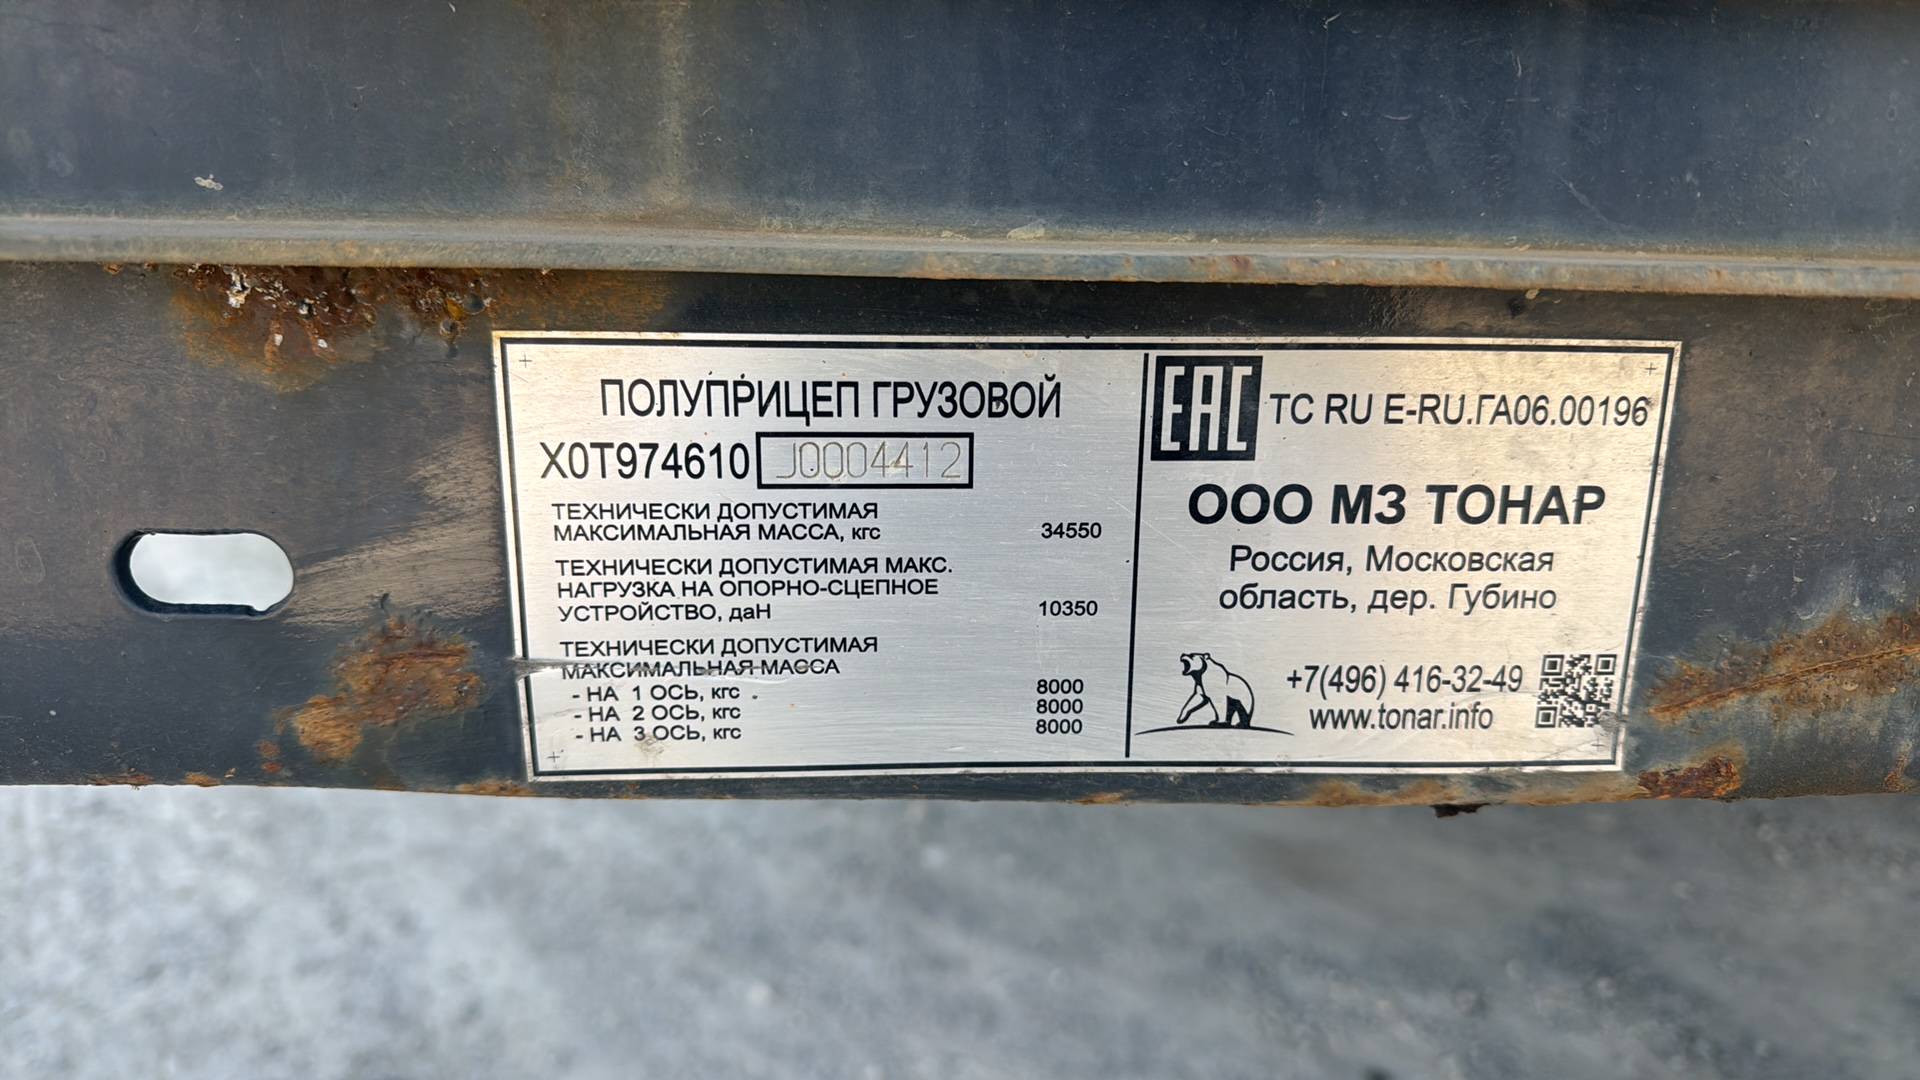 ПОЛУПРИЦЕП ГРУЗОВОЙ
X0T974610 J0004412
ТЕХНИЧЕСКИ ДОПУСТИМАЯ
МАКСИМАЛЬНАЯ МАССА, кгс 34550
ТЕХНИЧЕСКИ ДОПУСТИМАЯ МАКС.
НАГРУЗКА НА ОПОРНО-СЦЕПНОЕ
УСТРОЙСТВО, даН 10350
ТЕХНИЧЕСКИ ДОПУСТИМАЯ
МАКСИМАЛЬНАЯ МАССА
- НА 1 ОСЬ, кгс 8000
- НА 2 ОСЬ, кгс 8000
- НА 3 ОСЬ, кгс 8000
EAC ТС RU E-RU.ГА06.00196
ООО МЗ ТОНАР
Россия, Московская
область, дер. Губино
+7(496) 416-32-49
www.tonar.info